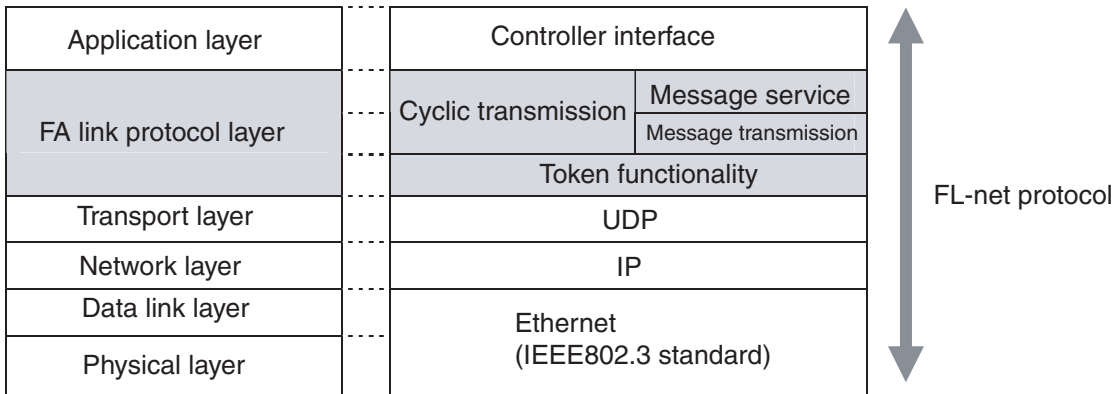 Application layer
Controller interface
FA link protocol layer
Cyclic transmission
Message service
Message transmission
Token functionality
Transport layer
UDP
Network layer
IP
Data link layer
Physical layer
Ethernet
(IEEE802.3 standard)
FL-net protocol